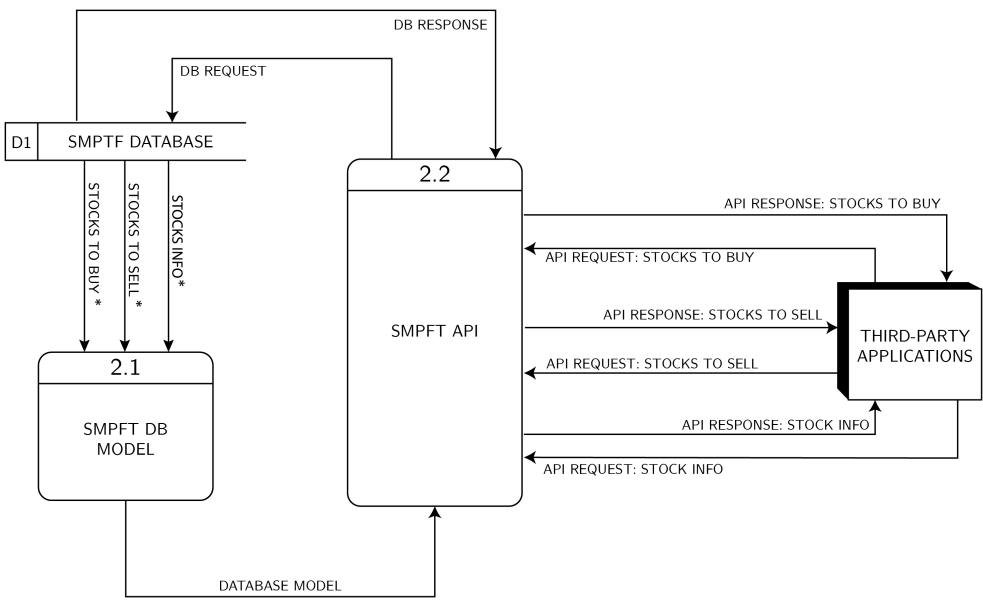 DB RESPONSE
DB REQUEST
D1
SMPTF DATABASE
STOCKS TO BUY *
STOCKS TO SELL *
STOCKS INFO*
2.1
SMPFT DB
MODEL
DATABASE MODEL
2.2
SMPFT API
API RESPONSE: STOCKS TO BUY
API REQUEST: STOCKS TO BUY
API RESPONSE: STOCKS TO SELL
API REQUEST: STOCKS TO SELL
API RESPONSE: STOCK INFO
API REQUEST: STOCK INFO
THIRD-PARTY
APPLICATIONS